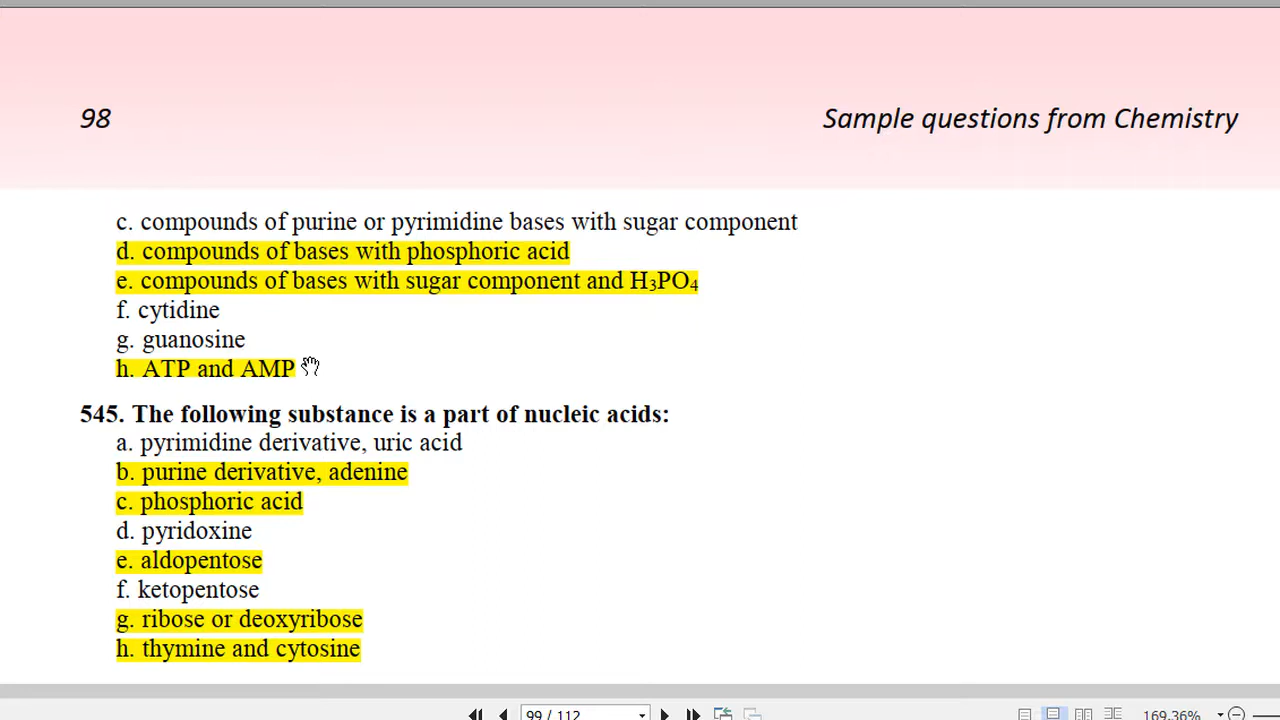 98
Sample questions from Chemistry
c. compounds of purine or pyrimidine bases with sugar component
d. compounds of bases with phosphoric acid
e. compounds of bases with sugar component and H₃PO₄
f. cytidine
g. guanosine
h. ATP and AMP
545. The following substance is a part of nucleic acids:
a. pyrimidine derivative, uric acid
b. purine derivative, adenine
c. phosphoric acid
d. pyridoxine
e. aldopentose
f. ketopentose
g. ribose or deoxyribose
h. thymine and cytosine
99 / 112
169.36%